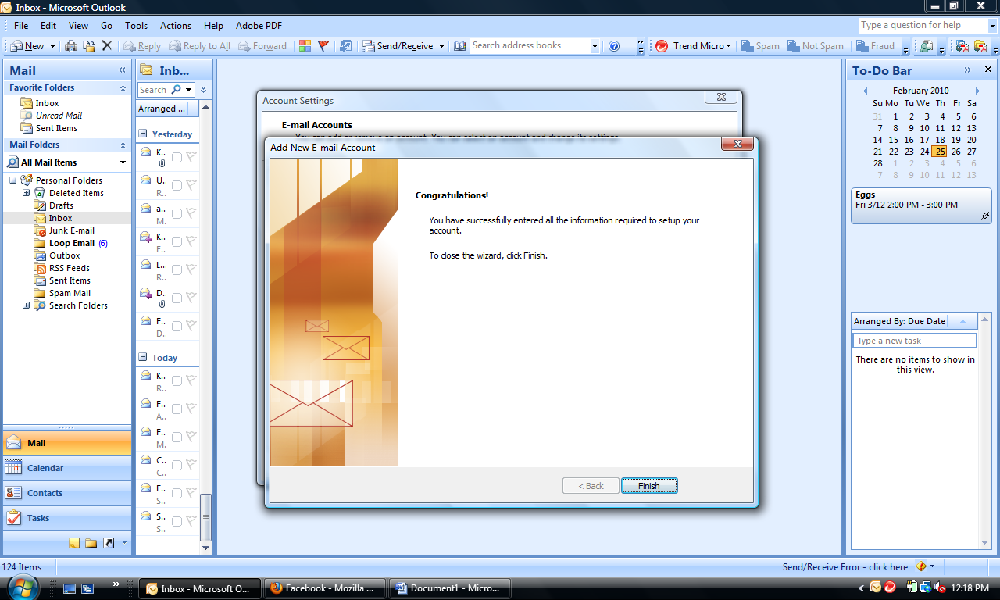 Inbox - Microsoft Outlook
File Edit View Go Tools Actions Help Adobe PDF
Type a question for help
New Reply Reply to All Forward Send/Receive Search address books Trend Micro Spam Not Spam Fraud
Mail «
Favorite Folders
Inbox
Unread Mail
Sent Items
Mail Folders
All Mail Items
Personal Folders
Deleted Items
Drafts
Inbox
Junk E-mail
Loop Email (6)
Outbox
RSS Feeds
Sent Items
Spam Mail
Search Folders
Mail
Calendar
Contacts
Tasks
Inb...
Search
Arranged ...
Yesterday
K..
U.
R..
a..
M.
K..
E..
L..
R..
D.
F..
D.
Today
K..
R..
F..
A..
F..
M.
C..
C..
F..
S..
S..
S..
Account Settings
E-mail Accounts
You can add or remove an account. You can select an account and change its settings.
Add New E-mail Account
Congratulations!
You have successfully entered all the information required to setup your
account.
To close the wizard, click Finish.
< Back Finish
To-Do Bar »
February 2010
Su Mo Tu We Th Fr Sa
31 1 2 3 4 5 6
7 8 9 10 11 12 13
14 15 16 17 18 19 20
21 22 23 24 25 26 27
28 1 2 3 4 5 6
7 8 9 10 11 12 13
Eggs
Fri 3/12 2:00 PM - 3:00 PM
Arranged By: Due Date
Type a new task
There are no items to show in
this view.
124 Items
Send/Receive Error - click here
Inbox - Microsoft O... Facebook - Mozilla ... Document1 - Micro...
12:18 PM